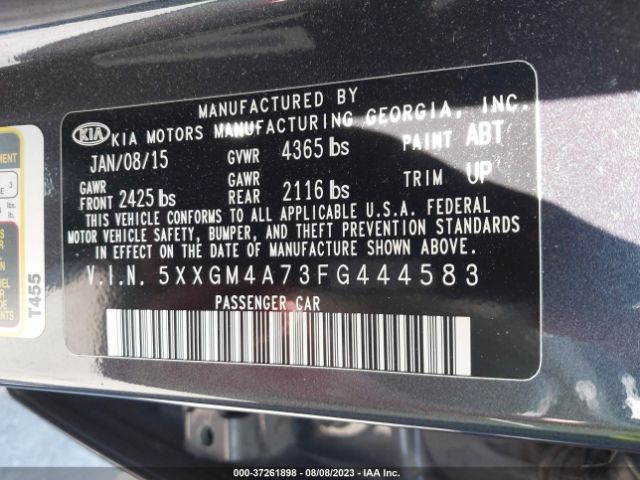 MANUFACTURED BY
KIA KIA MOTORS MANUFACTURING GEORGIA, INC.
JAN/08/15 GVWR 4365 lbs PAINT ABT
GAWR FRONT 2425 lbs GAWR REAR 2116 lbs TRIM UP
THIS VEHICLE CONFORMS TO ALL APPLICABLE U.S.A. FEDERAL
MOTOR VEHICLE SAFETY, BUMPER, AND THEFT PREVENTION STANDARDS
IN EFFECT ON THE DATE OF MANUFACTURE SHOWN ABOVE.
V.I.N. 5XXGM4A73FG444583
PASSENGER CAR
T455
000-37261898 - 08/08/2023 - IAA Inc.